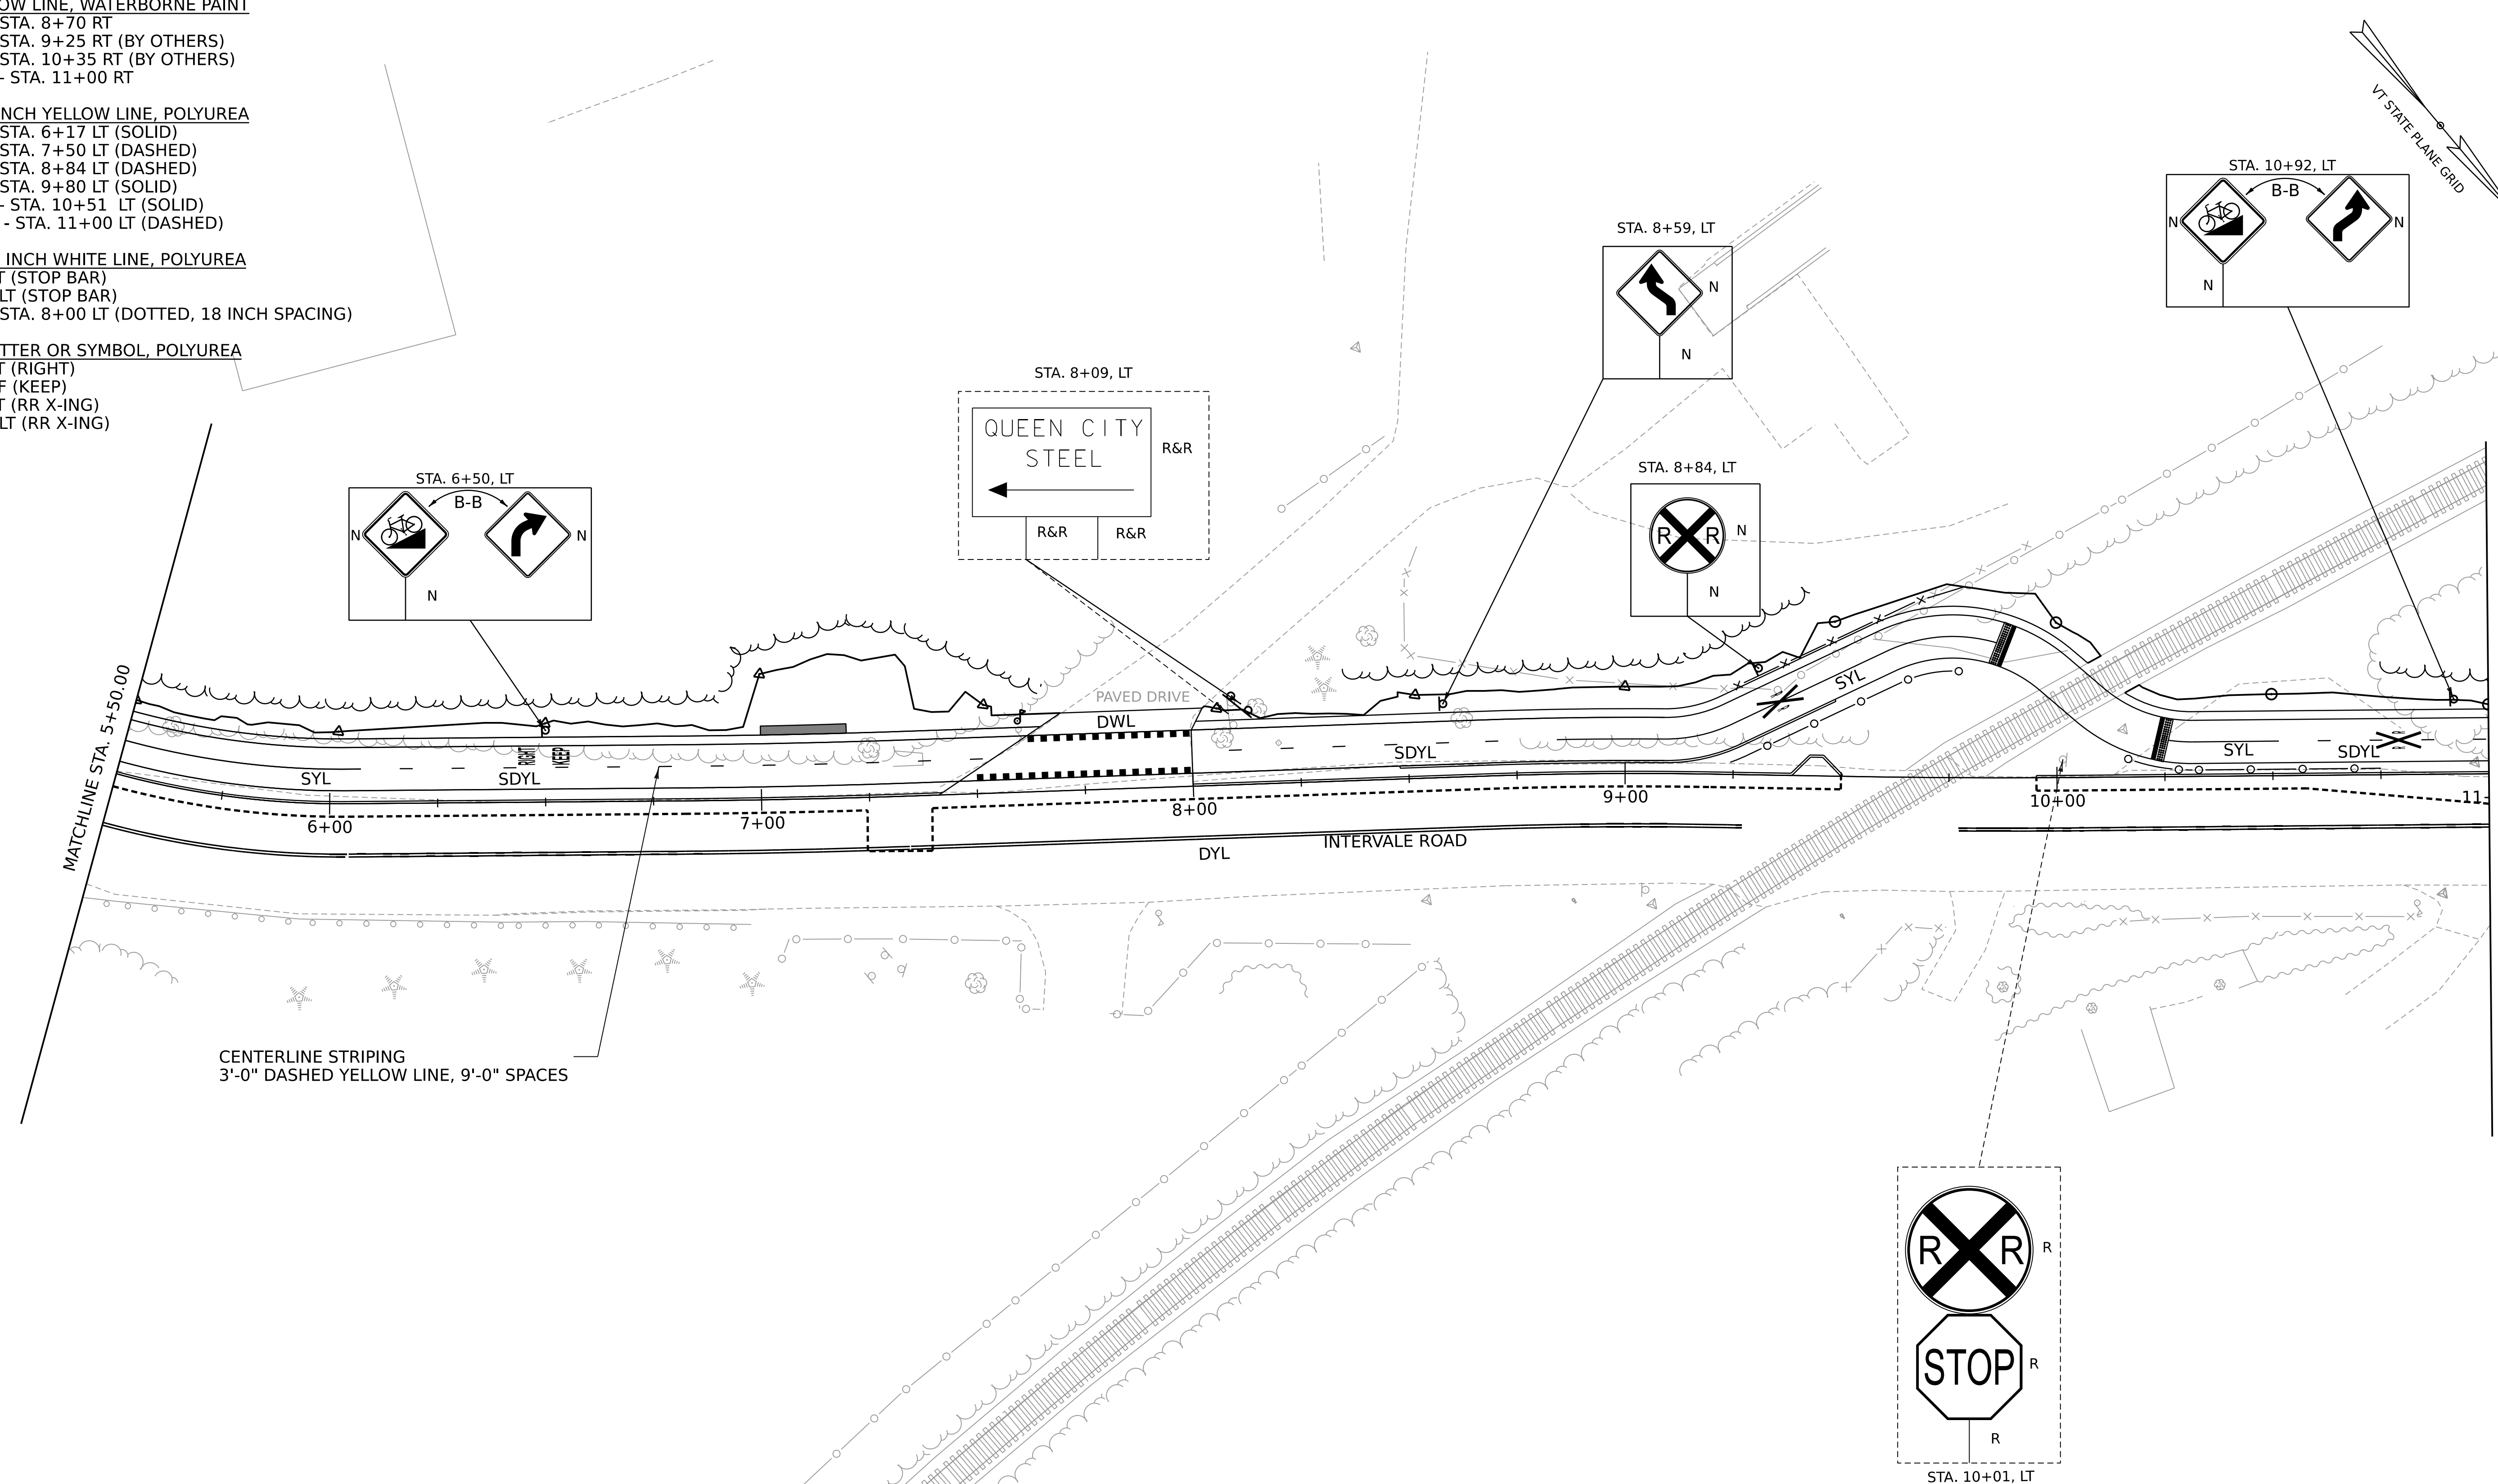 OW LINE, WATERBORNE PAINT
STA. 8+70 RT
STA. 9+25 RT (BY OTHERS)
STA. 10+35 RT (BY OTHERS)
- STA. 11+00 RT
NCH YELLOW LINE, POLYUREA
STA. 6+17 LT (SOLID)
STA. 7+50 LT (DASHED)
STA. 8+84 LT (DASHED)
STA. 9+80 LT (SOLID)
- STA. 10+51 LT (SOLID)
- STA. 11+00 LT (DASHED)
INCH WHITE LINE, POLYUREA
T (STOP BAR)
LT (STOP BAR)
STA. 8+00 LT (DOTTED, 18 INCH SPACING)
TTER OR SYMBOL, POLYUREA
T (RIGHT)
F (KEEP)
T (RR X-ING)
LT (RR X-ING)
MATCHLINE STA. 5+50.00
STA. 6+50, LT
B-B
N
N
N
STA. 8+09, LT
QUEEN CITY
STEEL
R&R
R&R
R&R
STA. 8+59, LT
N
N
STA. 8+84, LT
R R
N
N
STA. 10+92, LT
B-B
N
N
N
VT STATE PLANE GRID
PAVED DRIVE
DWL
RIGHT
KEEP
SYL
SDYL
SDYL
SYL
SYL
SDYL
6+00
7+00
8+00
9+00
10+00
11+
DYL
INTERVALE ROAD
CENTERLINE STRIPING
3'-0" DASHED YELLOW LINE, 9'-0" SPACES
R R
R
STOP
R
R
STA. 10+01, LT